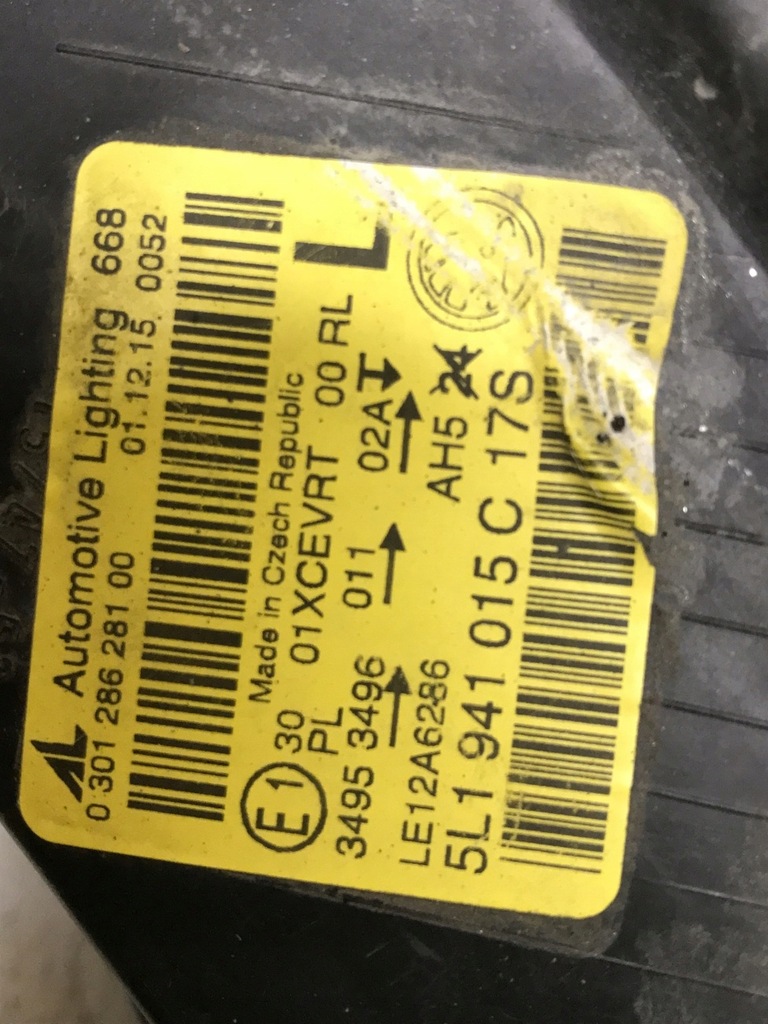 AL Automotive Lighting 668
0 301 286 281 00 01.12.15 0052
Made in Czech Republic L
E1 30 01XCEVRT 00 RL
PL
3495 3496 011 02A
LE12A6286 AH5 24
5L1 941 015 C 17S